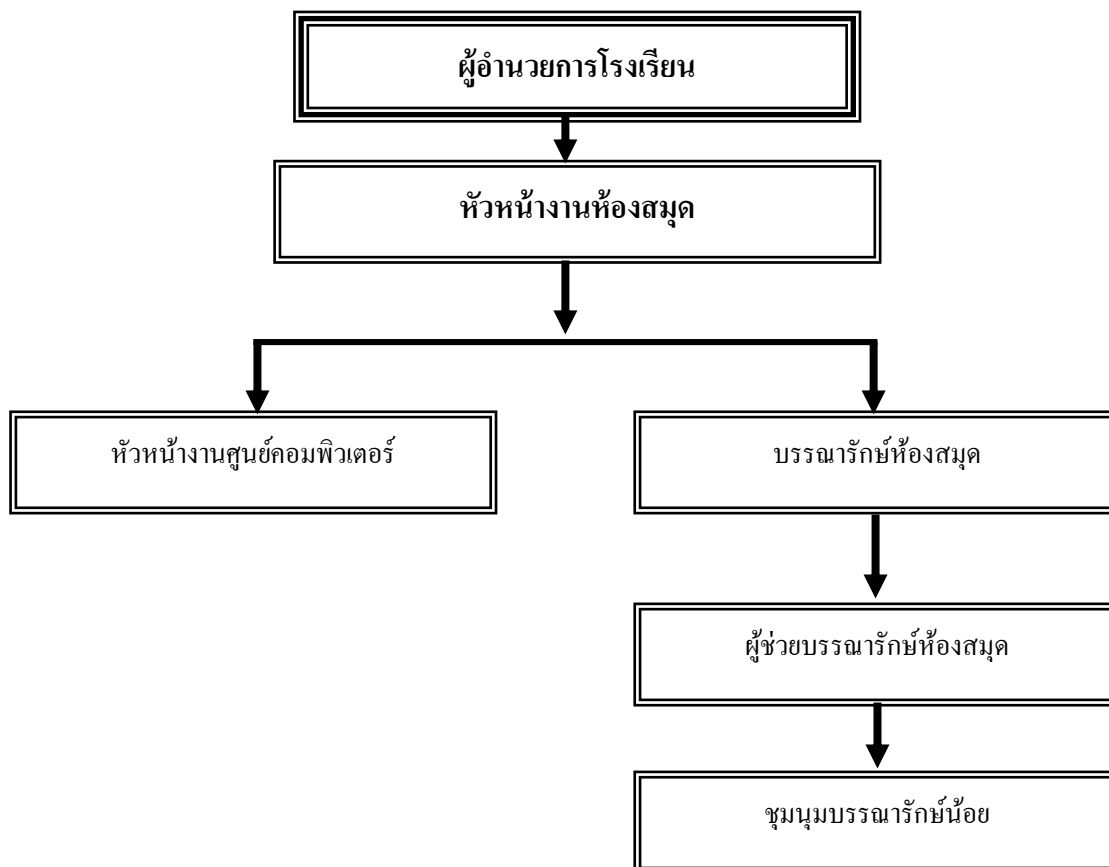 ผู้อำนวยการโรงเรียน
หัวหน้างานห้องสมุด
หัวหน้างานศูนย์คอมพิวเตอร์
บรรณารักษ์ห้องสมุด
ผู้ช่วยบรรณารักษ์ห้องสมุด
ชุมนุมบรรณารักษ์น้อย